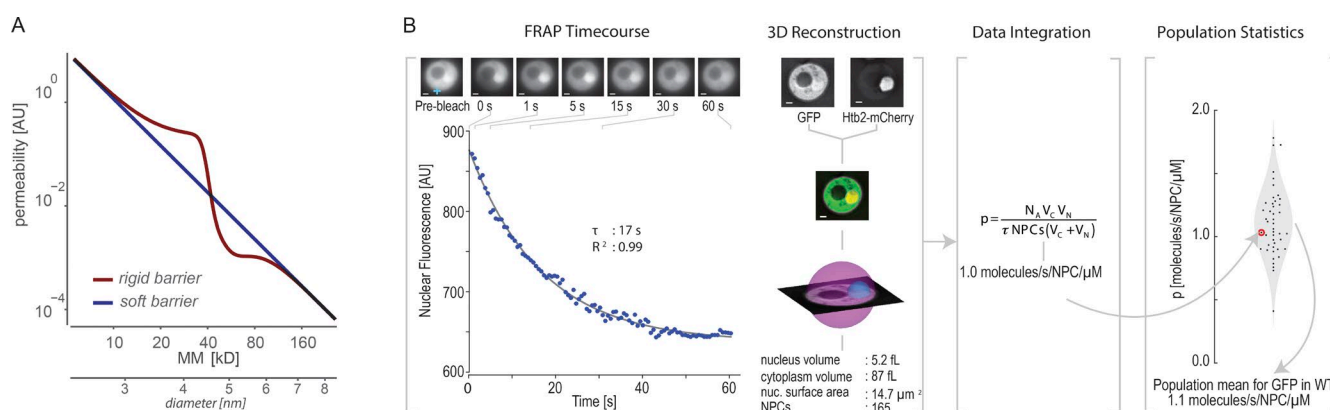 A
permeability [AU]
10⁰
10⁻²
10⁻⁴
rigid barrier
soft barrier
10 20 40 80 160
MM [kD]
3 4 5 6 7 8
diameter [nm]
B
FRAP Timecourse
Pre-bleach 0 s 1 s 5 s 15 s 30 s 60 s
Nuclear Fluorescence [AU]
900
800
700
600
τ : 17 s
R² : 0.99
0 20 40 60
Time [s]
3D Reconstruction
GFP Htb2-mCherry
nucleus volume : 5.2 fL
cytoplasm volume : 87 fL
nuc. surface area : 14.7 µm²
NPCs : 165
Data Integration
p = N_A V_C V_N / τ NPCs(V_C + V_N)
1.0 molecules/s/NPC/µM
Population Statistics
p [molecules/s/NPC/µM]
2.0
1.0
0.0
Population mean for GFP in WT
1.1 molecules/s/NPC/µM